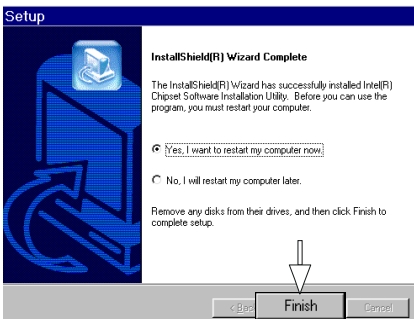 Setup
InstallShield(R) Wizard Complete
The InstallShield(R) Wizard has successfully installed Intel(R)
Chipset Software Installation Utility. Before you can use the
program, you must restart your computer.
Yes, I want to restart my computer now.
No, I will restart my computer later.
Remove any disks from their drives, and then click Finish to
complete setup.
Finish Cancel